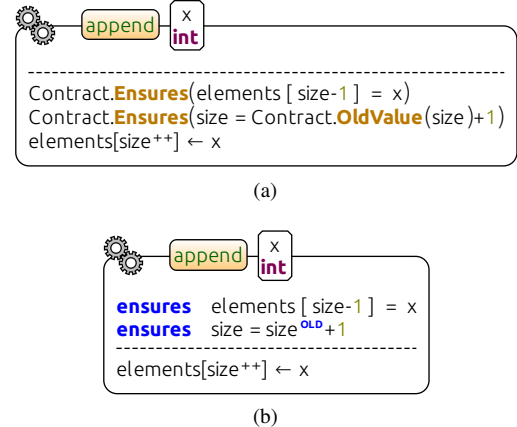 append x
int
Contract.Ensures(elements [ size-1 ] = x)
Contract.Ensures(size = Contract.OldValue(size)+1)
elements[size++] ← x
(a)
append x
int
ensures elements [ size-1 ] = x
ensures size = sizeOLD+1
elements[size++] ← x
(b)